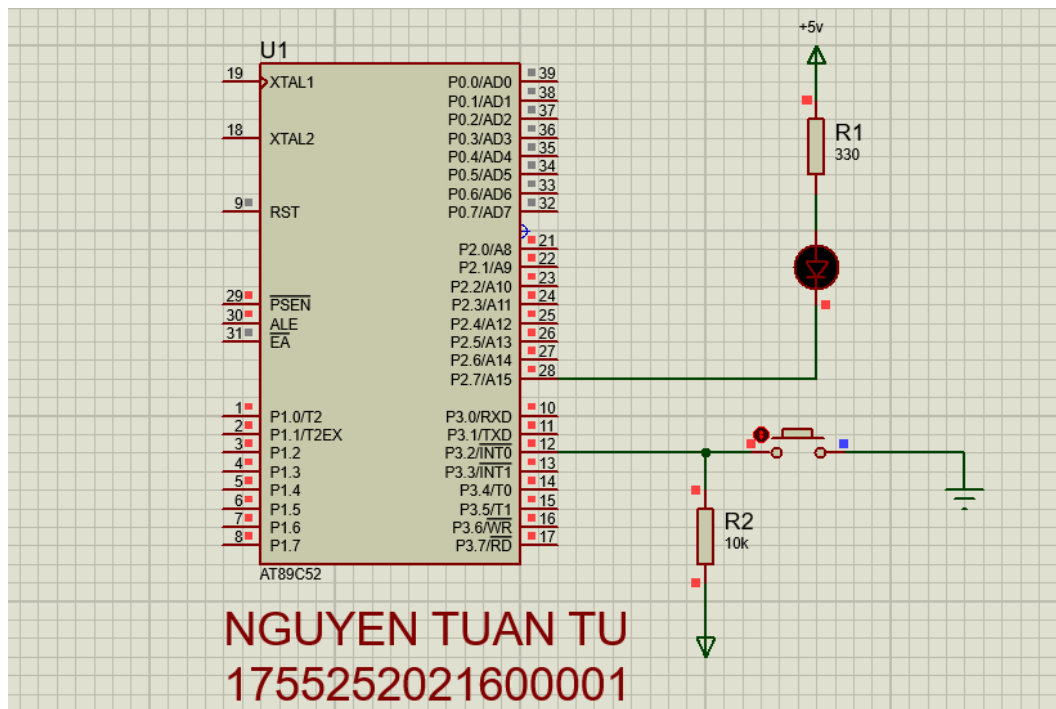 +5v
U1
19 XTAL1
18 XTAL2
9 RST
29 PSEN
30 ALE
31 EA
1 P1.0/T2
2 P1.1/T2EX
3 P1.2
4 P1.3
5 P1.4
6 P1.5
7 P1.6
8 P1.7
P0.0/AD0 39
P0.1/AD1 38
P0.2/AD2 37
P0.3/AD3 36
P0.4/AD4 35
P0.5/AD5 34
P0.6/AD6 33
P0.7/AD7 32
P2.0/A8 21
P2.1/A9 22
P2.2/A10 23
P2.3/A11 24
P2.4/A12 25
P2.5/A13 26
P2.6/A14 27
P2.7/A15 28
P3.0/RXD 10
P3.1/TXD 11
P3.2/INT0 12
P3.3/INT1 13
P3.4/T0 14
P3.5/T1 15
P3.6/WR 16
P3.7/RD 17
AT89C52
R1
330
R2
10k
NGUYEN TUAN TU
1755252021600001